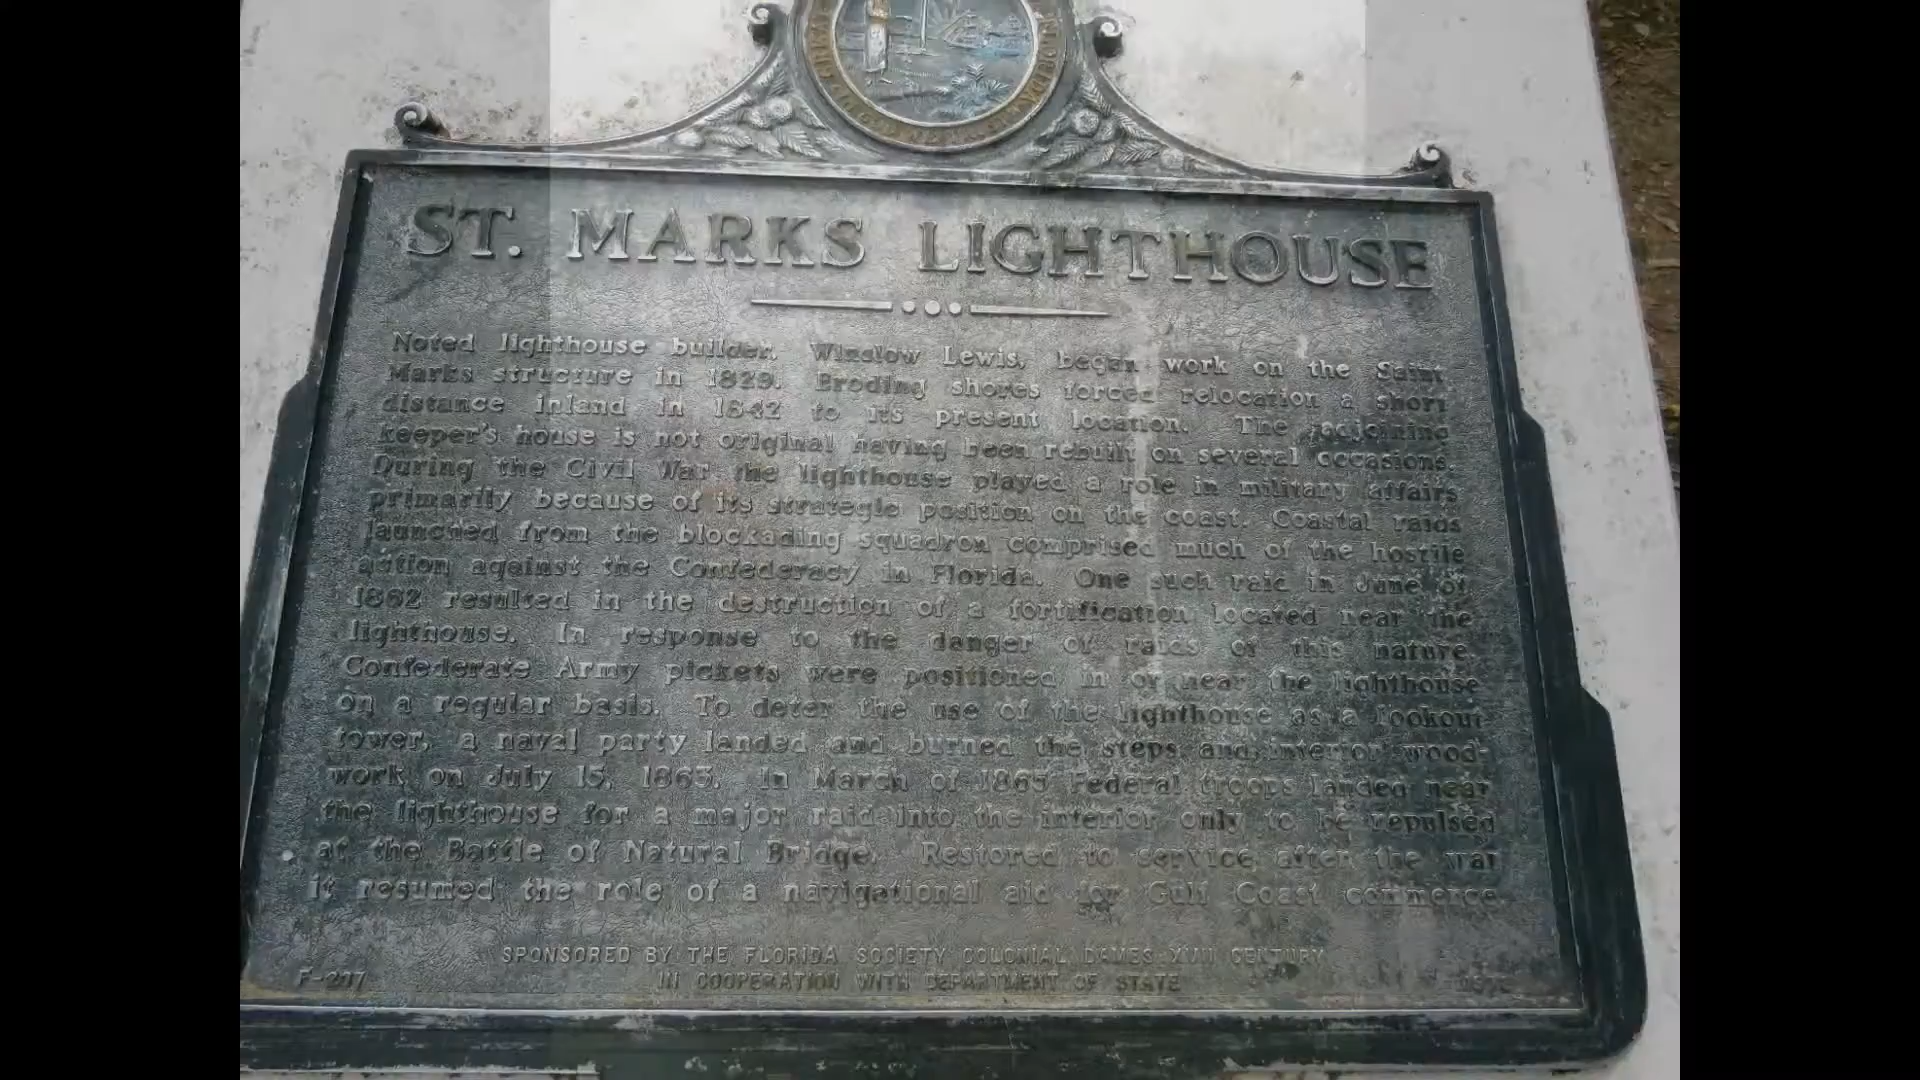 ST. MARKS LIGHTHOUSE
Noted lighthouse builder, Winslow Lewis, began work on the Saint
Marks structure in 1829. Eroding shores forced relocation a short
distance inland in 1842 to its present location. The adjoining
keeper's house is not original having been rebuilt on several occasions.
During the Civil War the lighthouse played a role in military affairs
primarily because of its strategic position on the coast. Coastal raids
launched from the blockading squadron comprised much of the hostile
action against the Confederacy in Florida. One such raid in June of
1862 resulted in the destruction of a fortification located near the
lighthouse. In response to the danger of raids of this nature
Confederate Army pickets were positioned in or near the lighthouse
on a regular basis. To deter the use of the lighthouse as a lookout
tower, a naval party landed and burned the steps and interior wood-
work on July 15, 1863. In March of 1865 Federal troops landed near
the lighthouse for a major raid into the interior only to be repulsed
at the Battle of Natural Bridge. Restored to service after the war
it resumed the role of a navigational aid for Gulf Coast commerce.
SPONSORED BY THE FLORIDA SOCIETY COLONIAL DAMES XVII CENTURY
F-207 IN COOPERATION WITH DEPARTMENT OF STATE